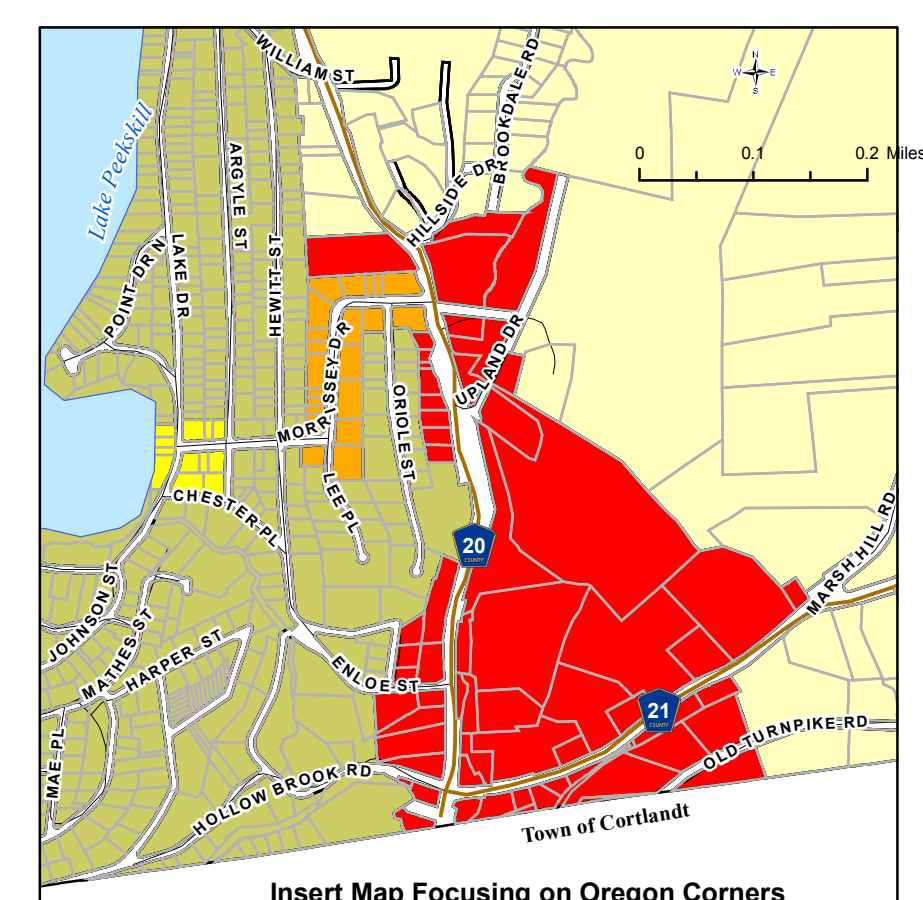 WILLIAM ST
BROOKDALE RD
N
W E
S
0 0.1 0.2 Miles
Lake Peekskill
ARGYLE ST
HILLSIDE DR
POINT DR N
LAKE DR
HEWITT ST
MORRISSEY DR
UPLAND DR
ORIOLE ST
LEE PL
CHESTER PL
20
COUNTY
MARSH HILL RD
JOHNSON ST
MATHES ST
HARPER ST
ENLOE ST
21
COUNTY
OLD TURNPIKE RD
MAE PL
HOLLOW BROOK RD
Town of Cortlandt
Insert Map Focusing on Oregon Corners